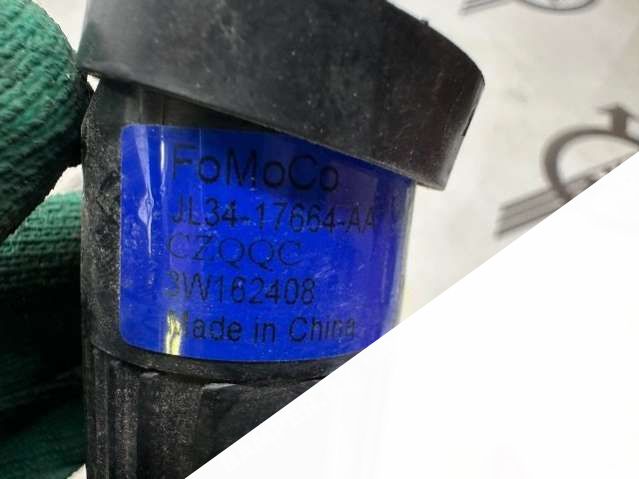 FoMoCo
JL34-17664-AA
CZQQC
3W162408
Made in China